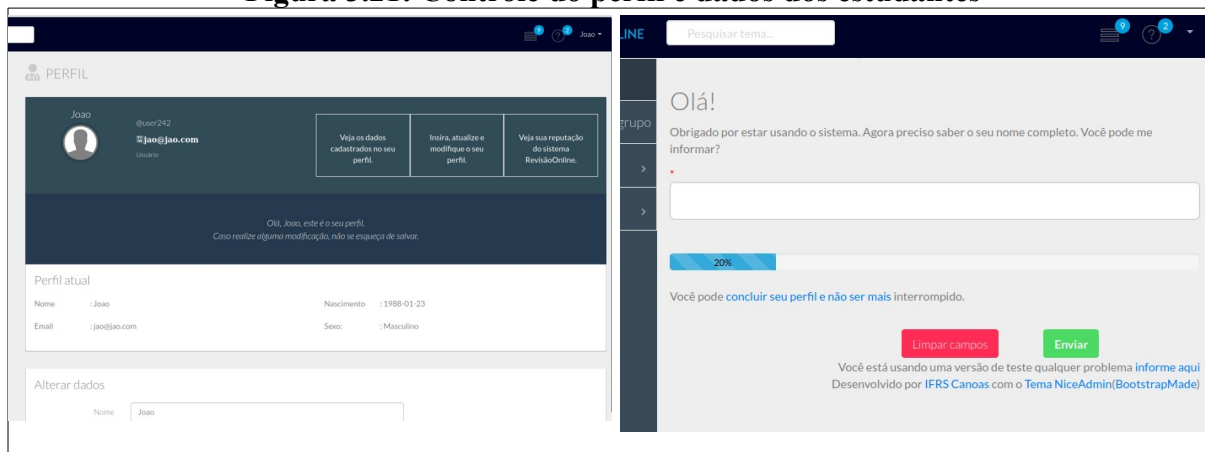 Figura 5.21: Controle do perfil e dados dos estudantes
9
2
Joao
PERFIL
Joao
@user242
jao@jao.com
Usuário
Veja os dados
cadastrados no seu
perfil.
Insira, atualize e
modifique o seu
perfil.
Veja sua reputação
do sistema
RevisãoOnline.
Olá, Joao, este é o seu perfil.
Caso realize alguma modificação, não se esqueça de salvar.
Perfil atual
Nome : Joao
Nascimento : 1988-01-23
Email : jao@jao.com
Sexo: : Masculino
Alterar dados
Nome Joao
LINE
Pesquisar tema...
9
2
grupo
Olá!
Obrigado por estar usando o sistema. Agora preciso saber o seu nome completo. Você pode me
informar?
*
20%
Você pode concluir seu perfil e não ser mais interrompido.
Limpar campos
Enviar
Você está usando uma versão de teste qualquer problema informe aqui
Desenvolvido por IFRS Canoas com o Tema NiceAdmin(BootstrapMade)